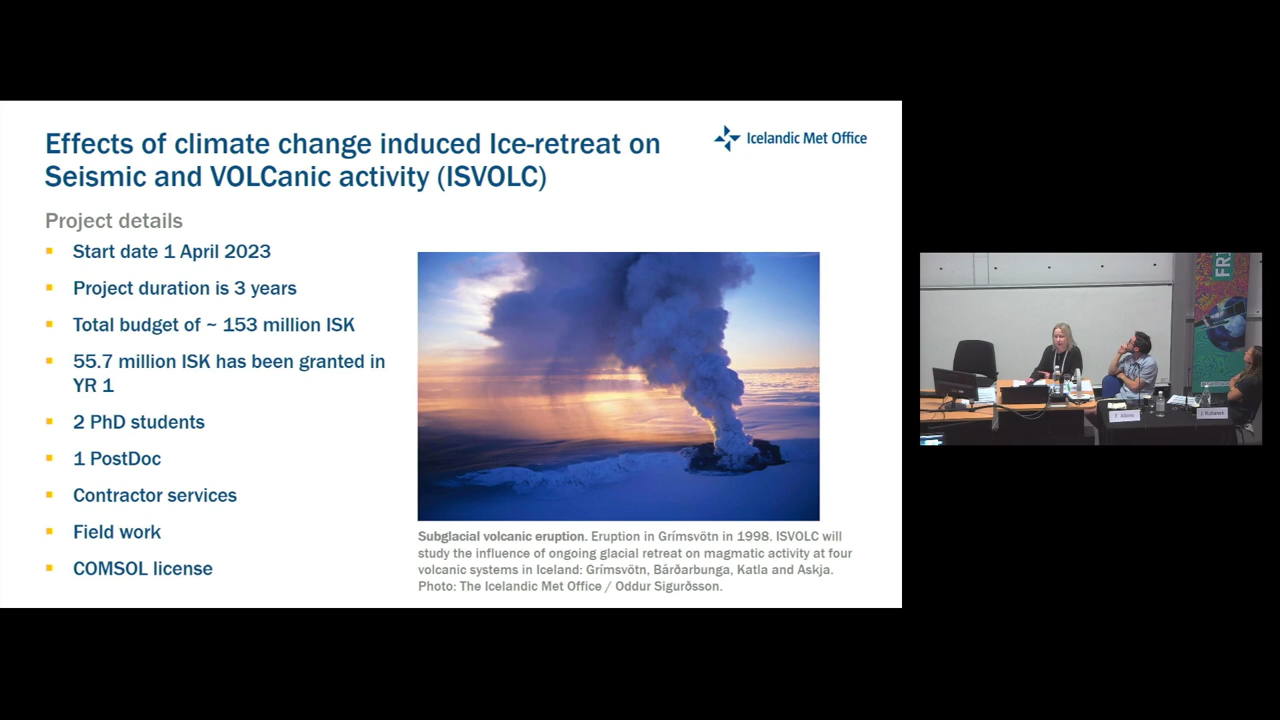 Effects of climate change induced Ice-retreat on
Seismic and VOLCanic activity (ISVOLC)
Icelandic Met Office
Project details
Start date 1 April 2023
Project duration is 3 years
Total budget of ~ 153 million ISK
55.7 million ISK has been granted in
YR 1
2 PhD students
1 PostDoc
Contractor services
Field work
COMSOL license
Subglacial volcanic eruption. Eruption in Grímsvötn in 1998. ISVOLC will
study the influence of ongoing glacial retreat on magmatic activity at four
volcanic systems in Iceland: Grímsvötn, Bárðarbunga, Katla and Askja.
Photo: The Icelandic Met Office / Oddur Sigurðsson.
FRI